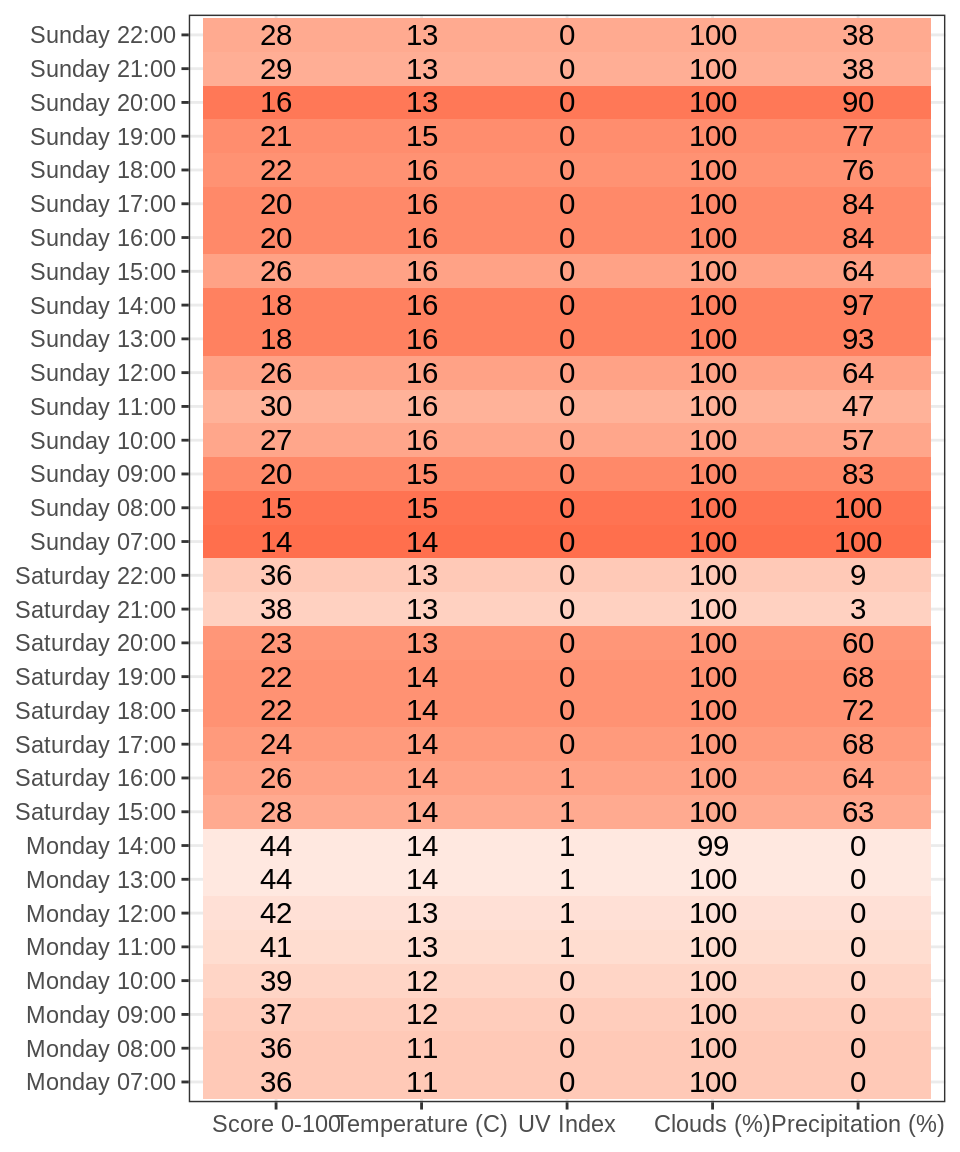 Sunday 22:00 28 13 0 100 38
Sunday 21:00 29 13 0 100 38
Sunday 20:00 16 13 0 100 90
Sunday 19:00 21 15 0 100 77
Sunday 18:00 22 16 0 100 76
Sunday 17:00 20 16 0 100 84
Sunday 16:00 20 16 0 100 84
Sunday 15:00 26 16 0 100 64
Sunday 14:00 18 16 0 100 97
Sunday 13:00 18 16 0 100 93
Sunday 12:00 26 16 0 100 64
Sunday 11:00 30 16 0 100 47
Sunday 10:00 27 16 0 100 57
Sunday 09:00 20 15 0 100 83
Sunday 08:00 15 15 0 100 100
Sunday 07:00 14 14 0 100 100
Saturday 22:00 36 13 0 100 9
Saturday 21:00 38 13 0 100 3
Saturday 20:00 23 13 0 100 60
Saturday 19:00 22 14 0 100 68
Saturday 18:00 22 14 0 100 72
Saturday 17:00 24 14 0 100 68
Saturday 16:00 26 14 1 100 64
Saturday 15:00 28 14 1 100 63
Monday 14:00 44 14 1 99 0
Monday 13:00 44 14 1 100 0
Monday 12:00 42 13 1 100 0
Monday 11:00 41 13 1 100 0
Monday 10:00 39 12 0 100 0
Monday 09:00 37 12 0 100 0
Monday 08:00 36 11 0 100 0
Monday 07:00 36 11 0 100 0
Score 0-100 Temperature (C) UV Index Clouds (%) Precipitation (%)